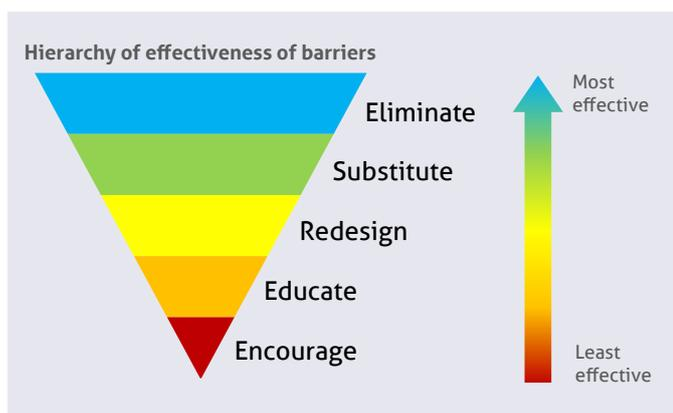 Hierarchy of effectiveness of barriers
Most
effective
Eliminate
Substitute
Redesign
Educate
Encourage
Least
effective